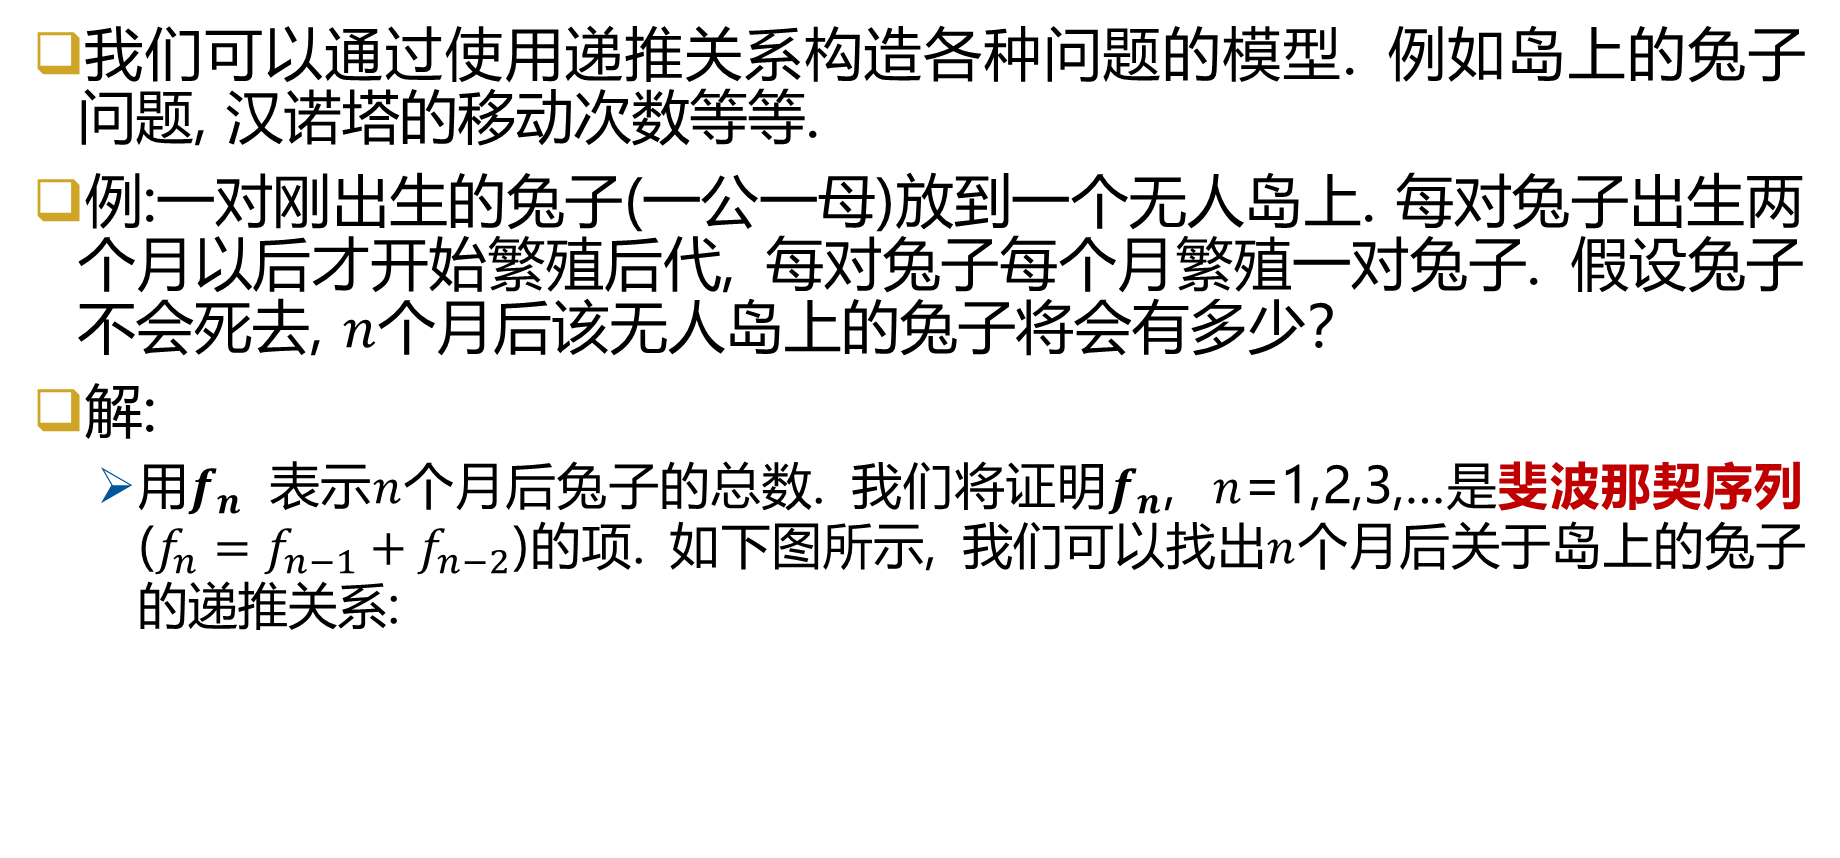 ❑我们可以通过使用递推关系构造各种问题的模型. 例如岛上的兔子
问题, 汉诺塔的移动次数等等.
❑例:一对刚出生的兔子(一公一母)放到一个无人岛上. 每对兔子出生两
个月以后才开始繁殖后代, 每对兔子每个月繁殖一对兔子. 假设兔子
不会死去, n个月后该无人岛上的兔子将会有多少?
❑解:
➢用fₙ 表示n个月后兔子的总数. 我们将证明fₙ, n=1,2,3,...是斐波那契序列
(fₙ = fₙ₋₁ + fₙ₋₂)的项. 如下图所示, 我们可以找出n个月后关于岛上的兔子
的递推关系: